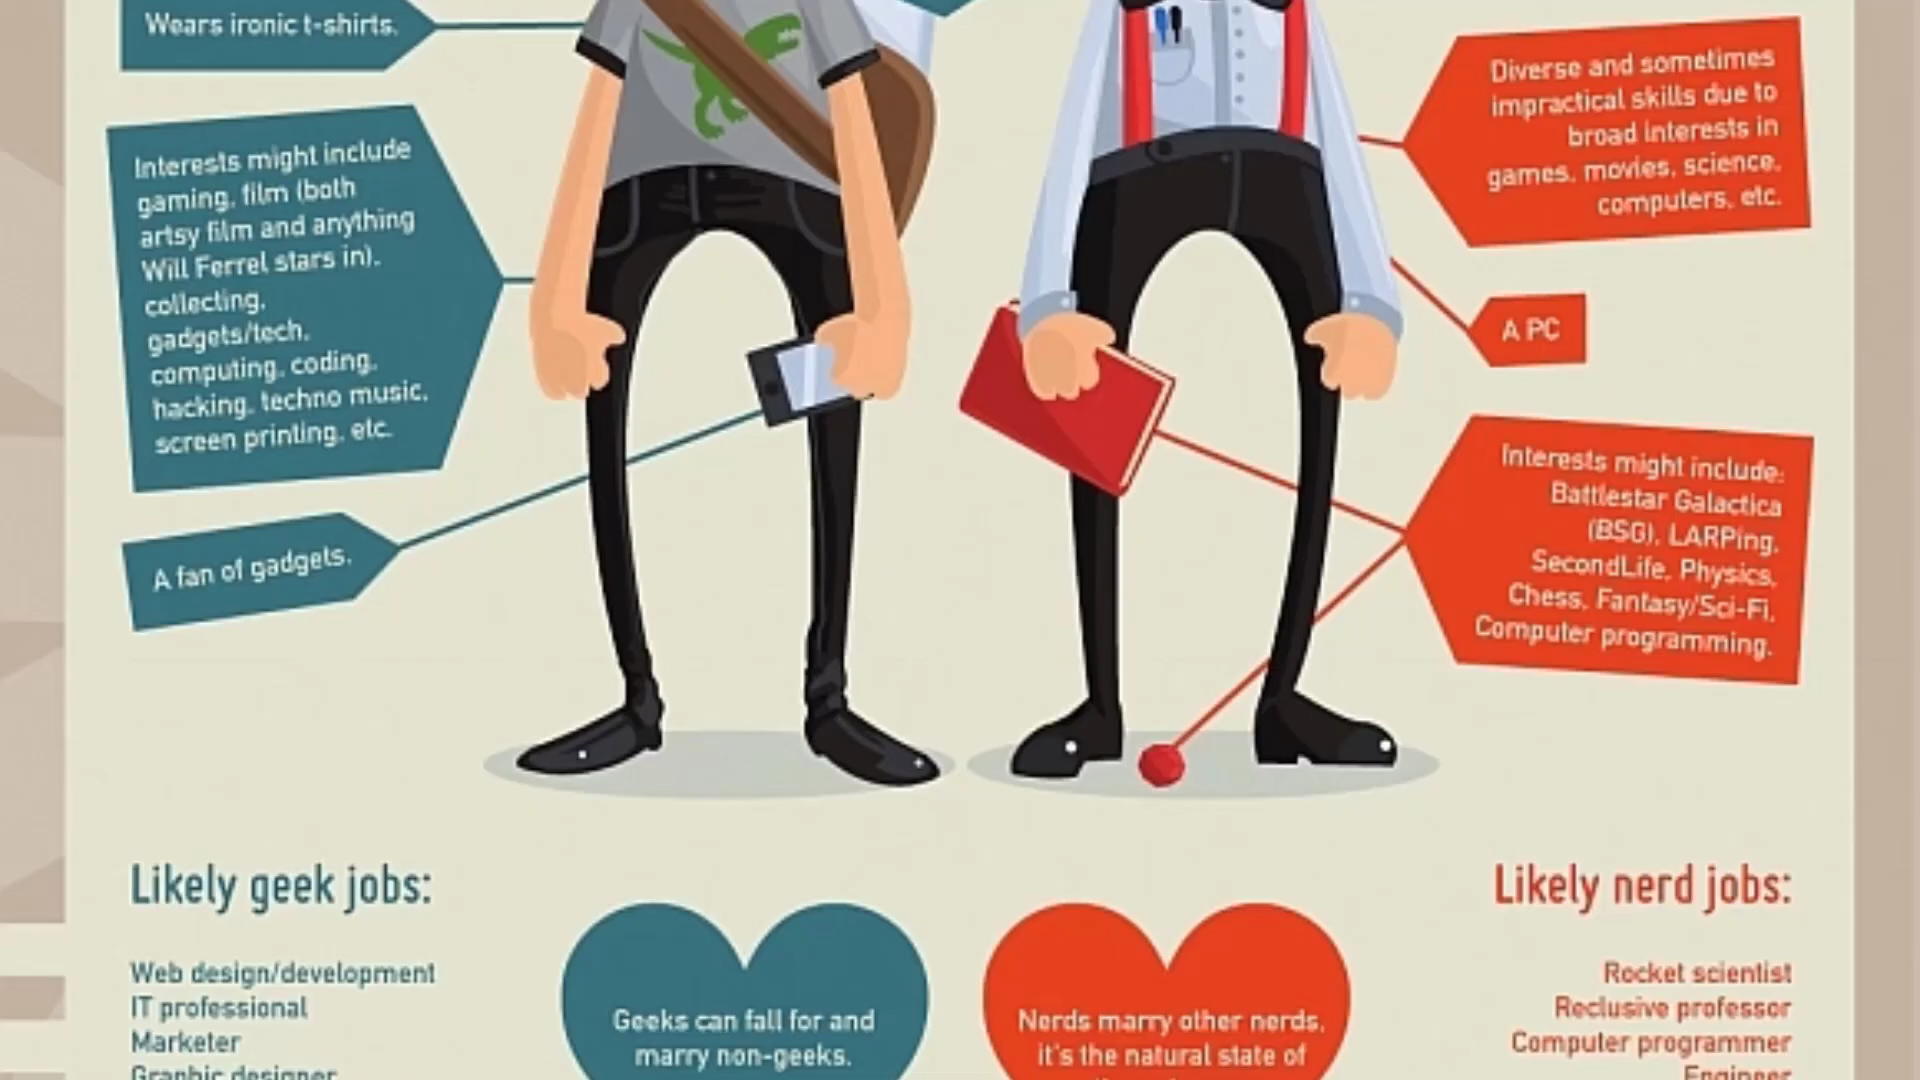 Wears ironic t-shirts.
Interests might include
gaming, film (both
artsy film and anything
Will Ferrel stars in),
collecting,
gadgets/tech,
computing, coding,
hacking, techno music,
screen printing, etc.
A fan of gadgets.
Diverse and sometimes
impractical skills due to
broad interests in
games, movies, science,
computers, etc.
A PC
Interests might include:
Battlestar Galactica
(BSG), LARPing,
SecondLife, Physics,
Chess, Fantasy/Sci-Fi,
Computer programming.
Likely geek jobs:
Web design/development
IT professional
Marketer
Graphic designer
Geeks can fall for and
marry non-geeks.
Nerds marry other nerds,
it's the natural state of
Likely nerd jobs:
Rocket scientist
Reclusive professor
Computer programmer
Engineer